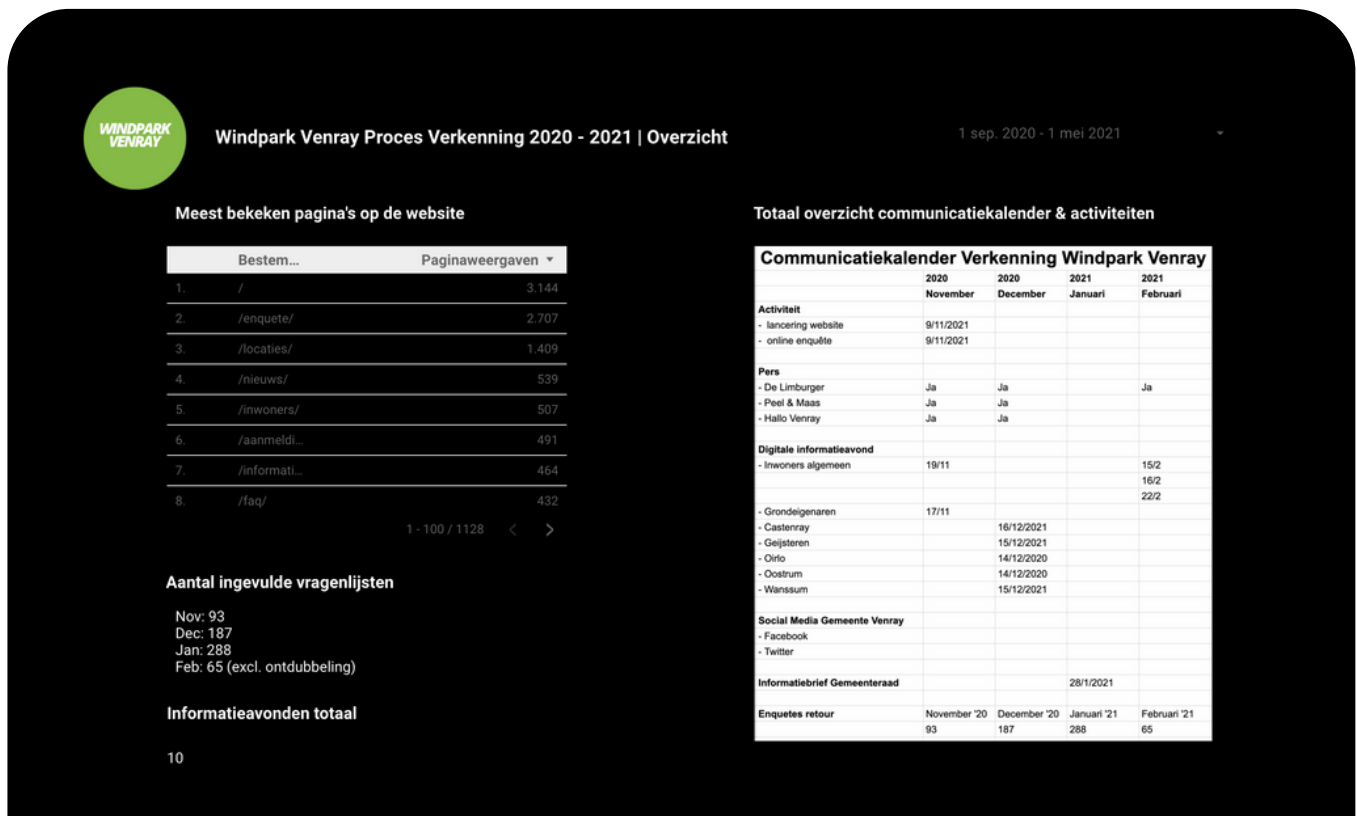 WINDPARK
VENRAY
Windpark Venray Proces Verkenning 2020 - 2021 | Overzicht
1 sep. 2020 - 1 mei 2021
Meest bekeken pagina's op de website
Bestem... Paginaweergaven
1. / 3.144
2. /enquete/ 2.707
3. /locaties/ 1.409
4. /nieuws/ 539
5. /inwoners/ 507
6. /aanmeldi... 491
7. /informati... 464
8. /faq/ 432
1 - 100 / 1128 < >
Aantal ingevulde vragenlijsten
Nov: 93
Dec: 187
Jan: 288
Feb: 65 (excl. ontdubbeling)
Informatieavonden totaal
10
Totaal overzicht communicatiekalender & activiteiten
Communicatiekalender Verkenning Windpark Venray
2020 2020 2021 2021
November December Januari Februari
Activiteit
- lancering website 9/11/2021
- online enquête 9/11/2021
Pers
- De Limburger Ja Ja Ja
- Peel & Maas Ja Ja
- Hallo Venray Ja Ja
Digitale informatieavond
- Inwoners algemeen 19/11 15/2
16/2
22/2
- Grondeigenaren 17/11
- Castenray 16/12/2021
- Geijsteren 15/12/2021
- Oirlo 14/12/2020
- Oostrum 14/12/2020
- Wanssum 15/12/2021
Social Media Gemeente Venray
- Facebook
- Twitter
Informatiebrief Gemeenteraad 28/1/2021
Enquetes retour November '20 December '20 Januari '21 Februari '21
93 187 288 65